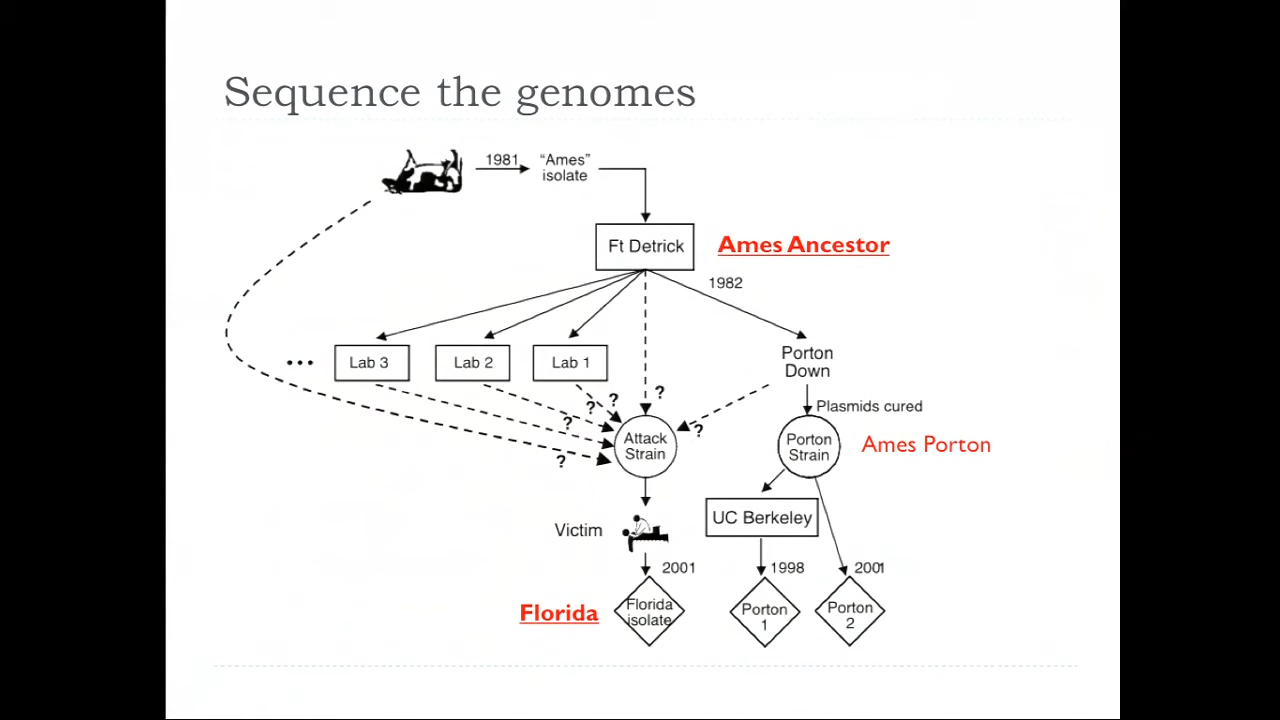 Sequence the genomes
1981
“Ames”
isolate
Ft Detrick
Ames Ancestor
1982
...
Lab 3
Lab 2
Lab 1
Porton
Down
?
?
?
?
?
?
Plasmids cured
Attack
Strain
Porton
Strain
Ames Porton
Victim
UC Berkeley
2001
1998
2001
Florida
Florida
isolate
Porton
1
Porton
2